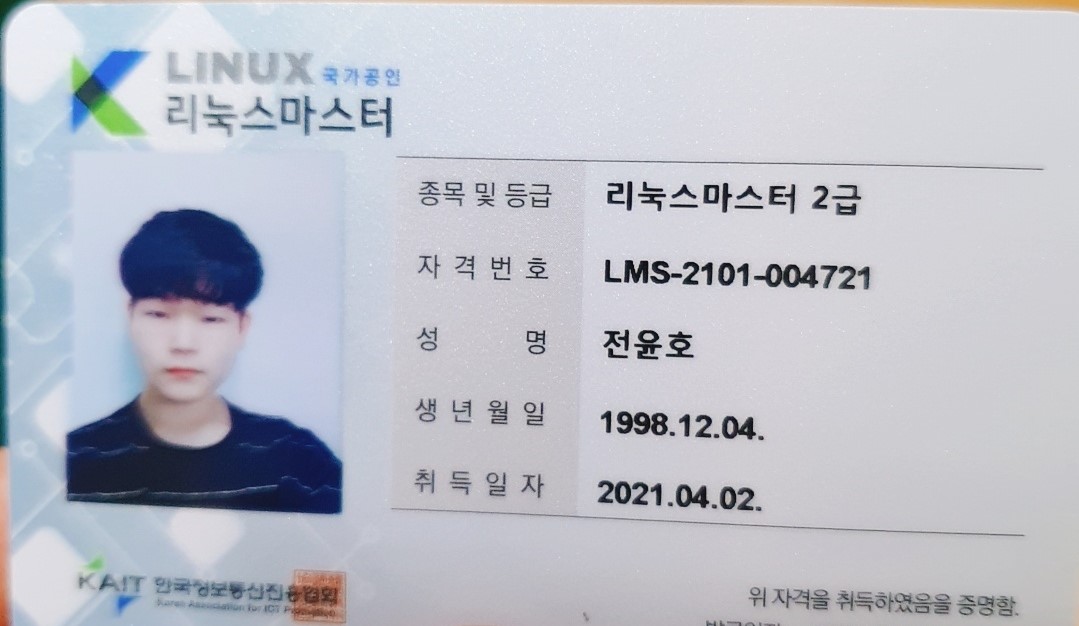 LINUX 국가공인
리눅스마스터
종목 및 등급 리눅스마스터 2급
자격번호 LMS-2101-004721
성 명 전윤호
생년월일 1998.12.04.
취득일자 2021.04.02.
KAIT 한국정보통신진흥협회
Korea Association for ICT Promotion
위 자격을 취득하였음을 증명함.